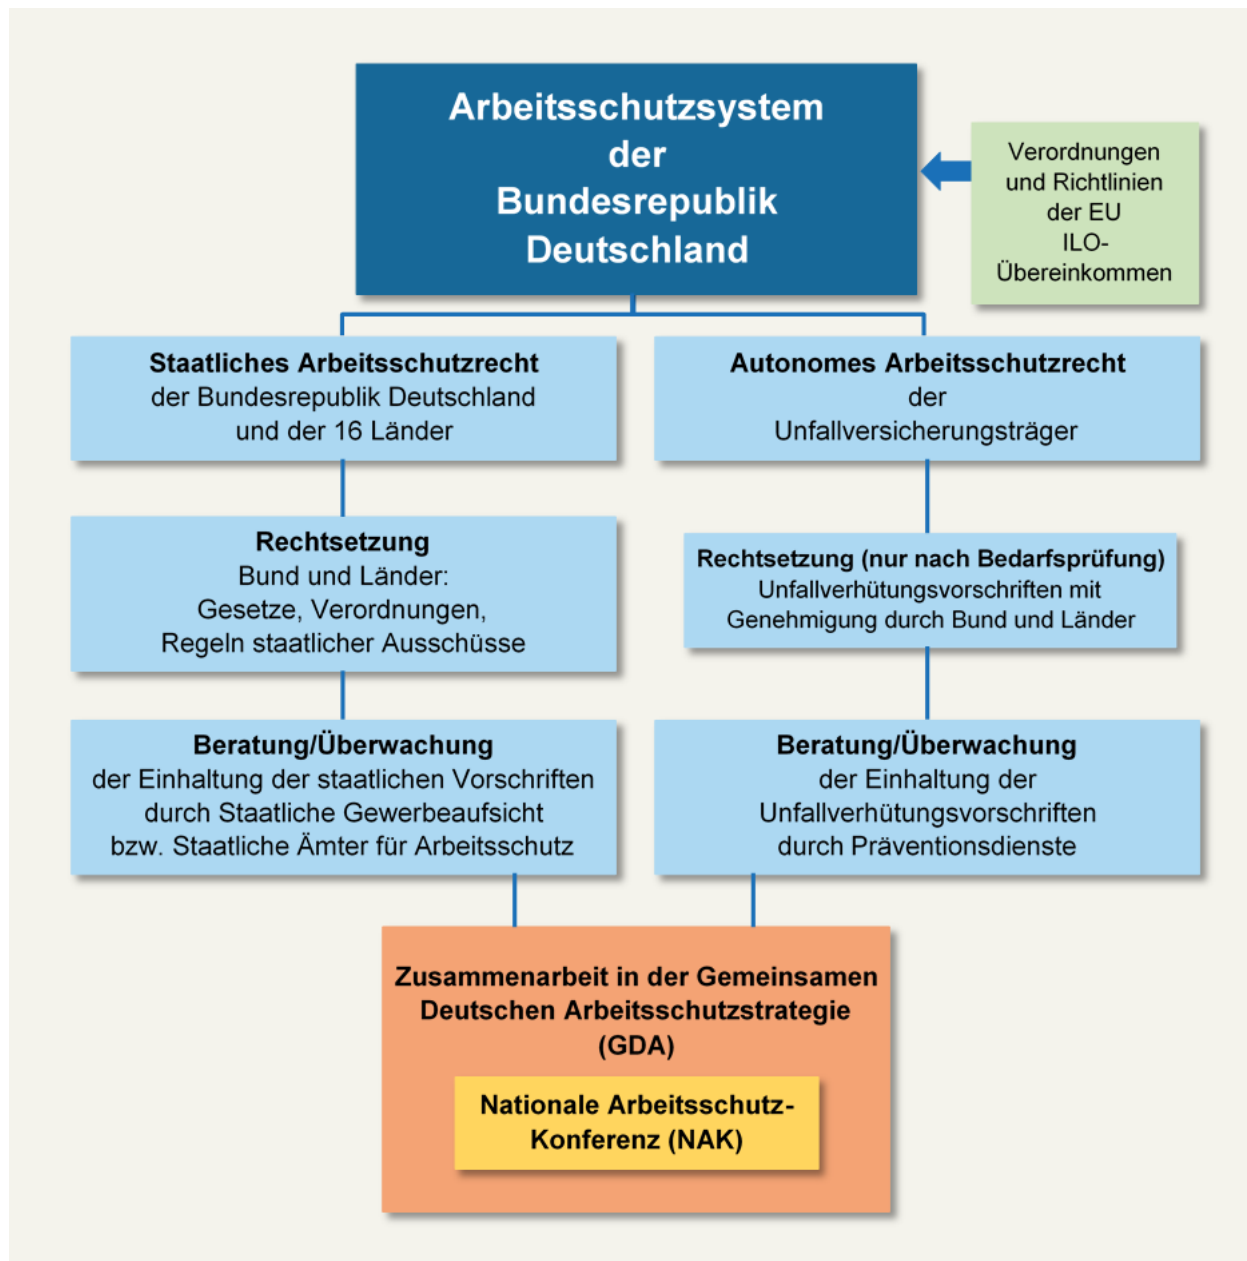 Arbeitsschutzsystem
der
Bundesrepublik
Deutschland
Verordnungen
und Richtlinien
der EU
ILO-
Übereinkommen
Staatliches Arbeitsschutzrecht
der Bundesrepublik Deutschland
und der 16 Länder
Autonomes Arbeitsschutzrecht
der
Unfallversicherungsträger
Rechtsetzung
Bund und Länder:
Gesetze, Verordnungen,
Regeln staatlicher Ausschüsse
Rechtsetzung (nur nach Bedarfsprüfung)
Unfallverhütungsvorschriften mit
Genehmigung durch Bund und Länder
Beratung/Überwachung
der Einhaltung der staatlichen Vorschriften
durch Staatliche Gewerbeaufsicht
bzw. Staatliche Ämter für Arbeitsschutz
Beratung/Überwachung
der Einhaltung der
Unfallverhütungsvorschriften
durch Präventionsdienste
Zusammenarbeit in der Gemeinsamen
Deutschen Arbeitsschutzstrategie
(GDA)
Nationale Arbeitsschutz-
Konferenz (NAK)